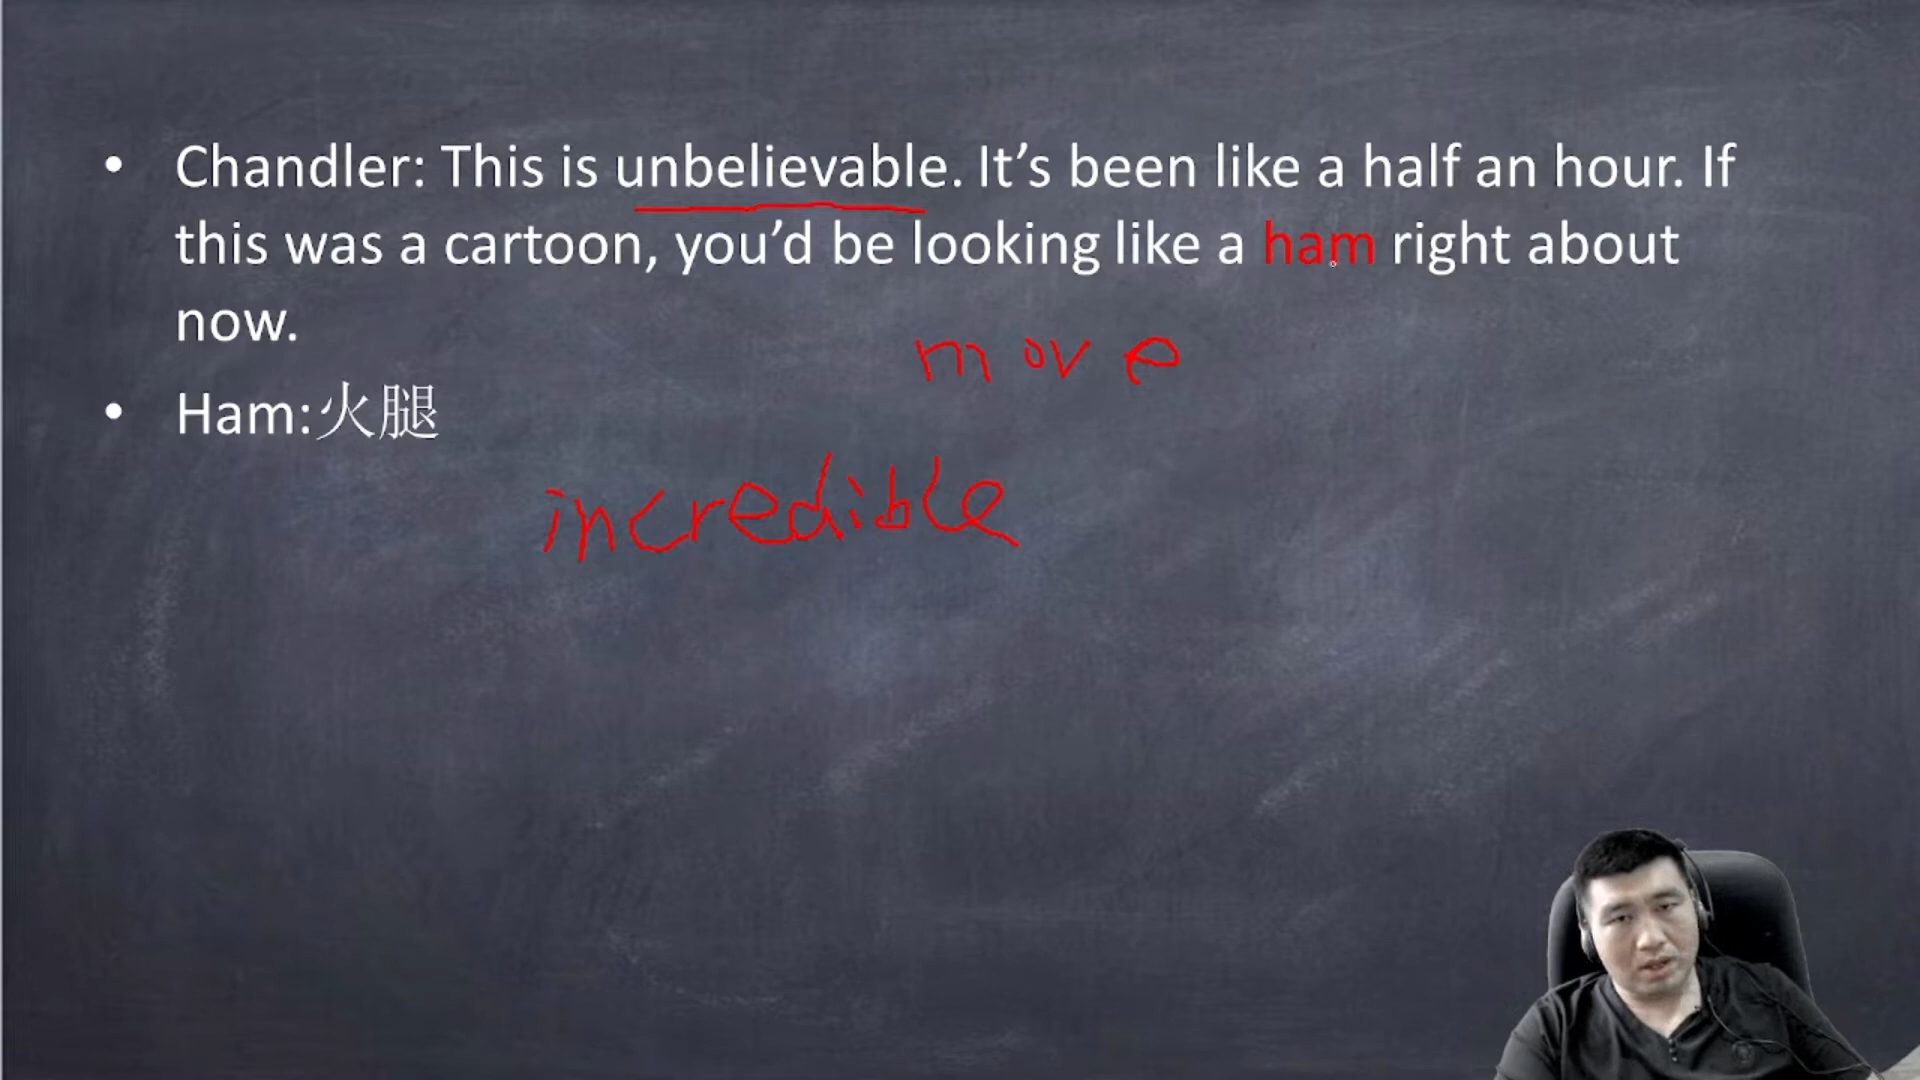 • Chandler: This is unbelievable. It’s been like a half an hour. If
this was a cartoon, you’d be looking like a ham right about
now.
move
• Ham:火腿
incredible